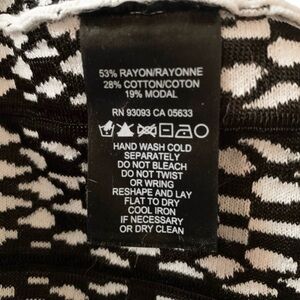 53% RAYON/RAYONNE
28% COTTON/COTON
19% MODAL
RN 93093 CA 05633
HAND WASH COLD
SEPARATELY
DO NOT BLEACH
DO NOT TWIST
OR WRING
RESHAPE AND LAY
FLAT TO DRY
COOL IRON
IF NECESSARY
OR DRY CLEAN